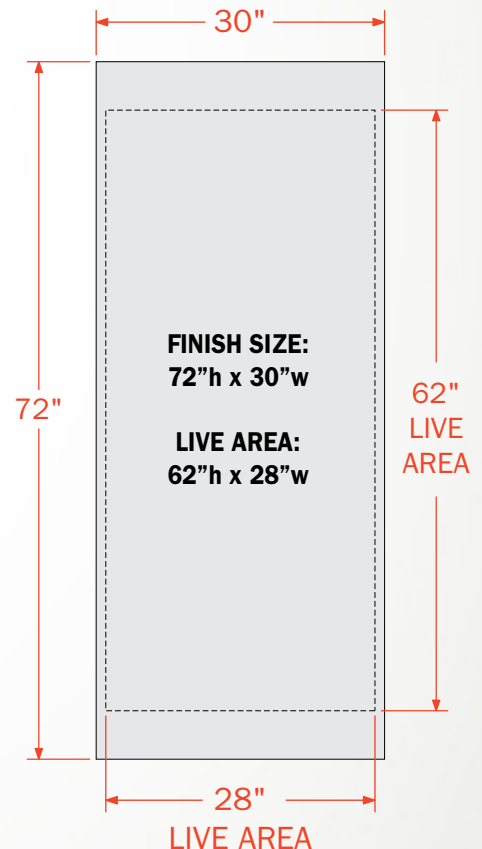 30"
72"
FINISH SIZE:
72”h x 30”w
LIVE AREA:
62”h x 28”w
62"
LIVE
AREA
28"
LIVE AREA